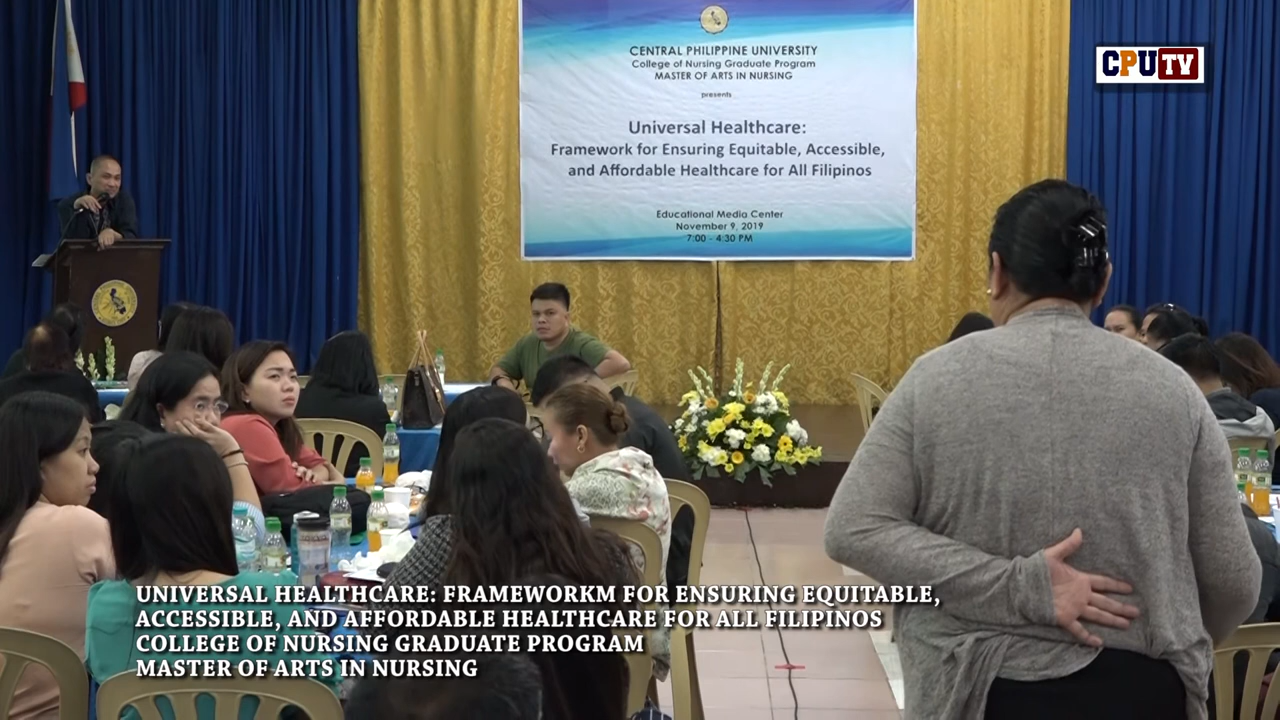 CENTRAL PHILIPPINE UNIVERSITY
College of Nursing Graduate Program
MASTER OF ARTS IN NURSING
presents
Universal Healthcare:
Framework for Ensuring Equitable, Accessible,
and Affordable Healthcare for All Filipinos
Educational Media Center
November 9, 2019
7:00 - 4:30 PM
CPUTV
UNIVERSAL HEALTHCARE: FRAMEWORKM FOR ENSURING EQUITABLE,
ACCESSIBLE, AND AFFORDABLE HEALTHCARE FOR ALL FILIPINOS
COLLEGE OF NURSING GRADUATE PROGRAM
MASTER OF ARTS IN NURSING